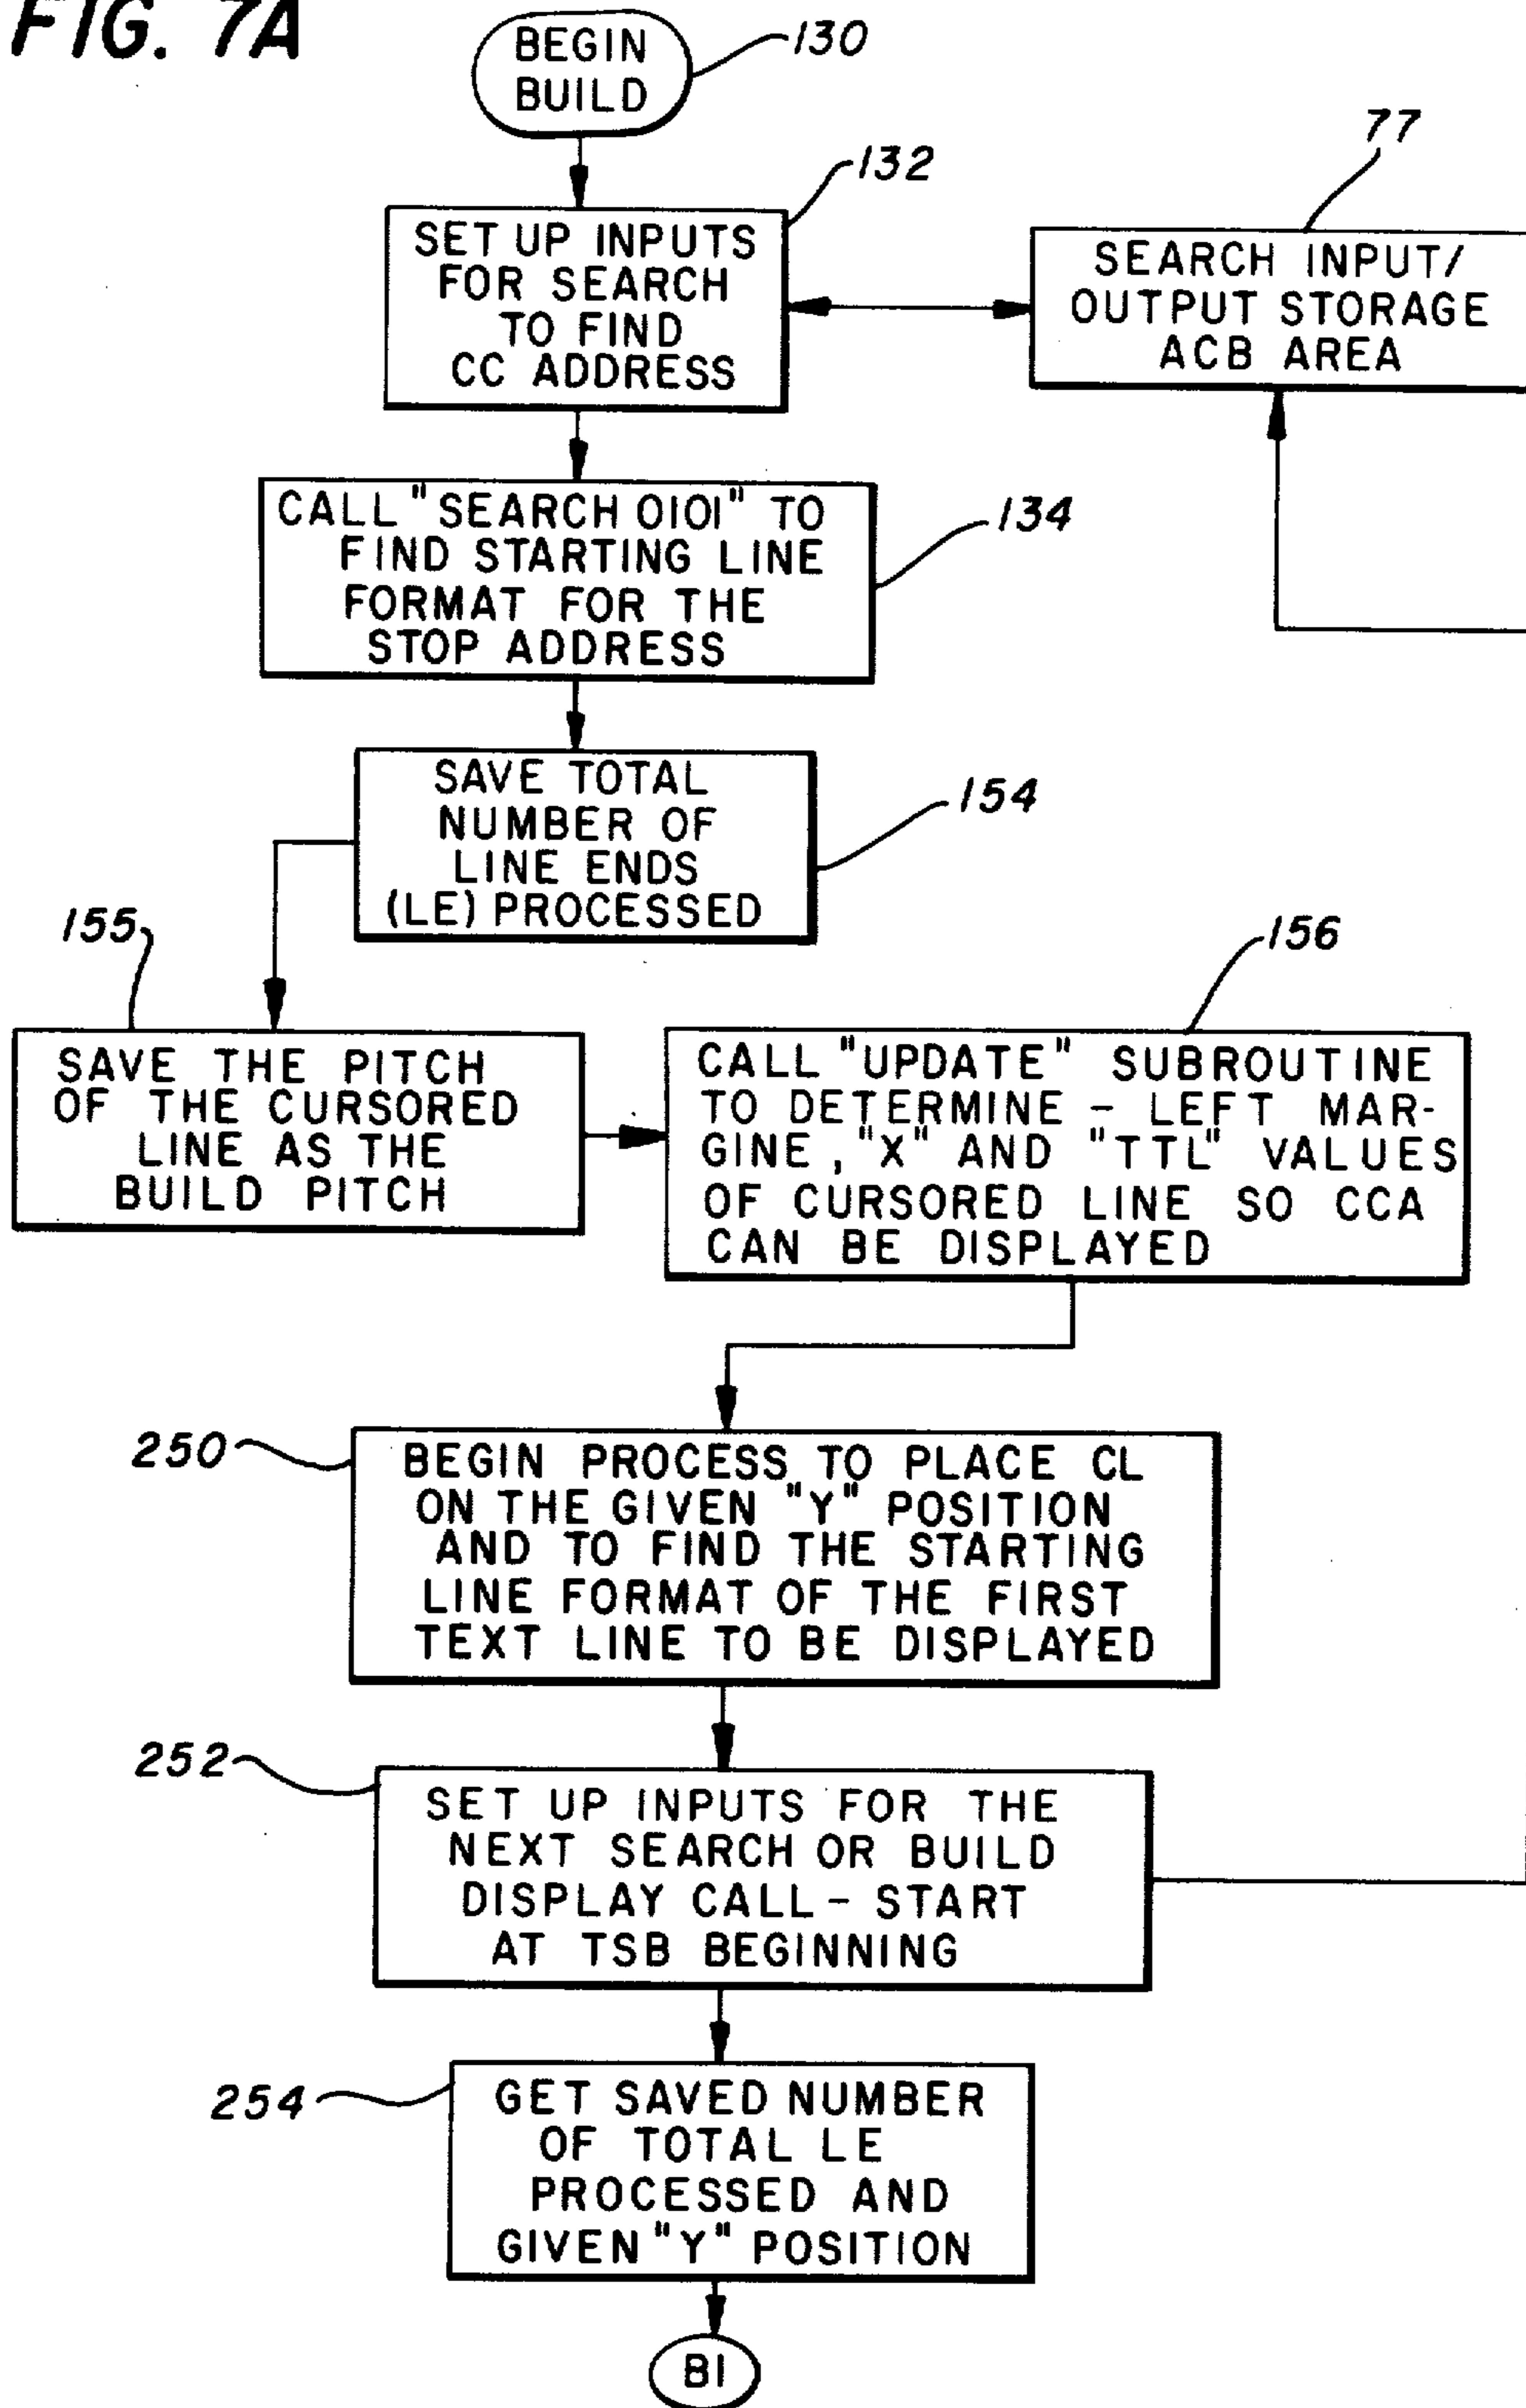 FIG. 7A
BEGIN
BUILD
130
132
77
SET UP INPUTS
FOR SEARCH
TO FIND
CC ADDRESS
SEARCH INPUT/
OUTPUT STORAGE
ACB AREA
CALL "SEARCH 0101" TO
FIND STARTING LINE
FORMAT FOR THE
STOP ADDRESS
134
SAVE TOTAL
NUMBER OF
LINE ENDS
(LE) PROCESSED
154
155
156
SAVE THE PITCH
OF THE CURSORED
LINE AS THE
BUILD PITCH
CALL "UPDATE" SUBROUTINE
TO DETERMINE - LEFT MAR-
GINE, "X" AND "TTL" VALUES
OF CURSORED LINE SO CCA
CAN BE DISPLAYED
250
BEGIN PROCESS TO PLACE CL
ON THE GIVEN "Y" POSITION
AND TO FIND THE STARTING
LINE FORMAT OF THE FIRST
TEXT LINE TO BE DISPLAYED
252
SET UP INPUTS FOR THE
NEXT SEARCH OR BUILD
DISPLAY CALL - START
AT TSB BEGINNING
254
GET SAVED NUMBER
OF TOTAL LE
PROCESSED AND
GIVEN "Y" POSITION
B1